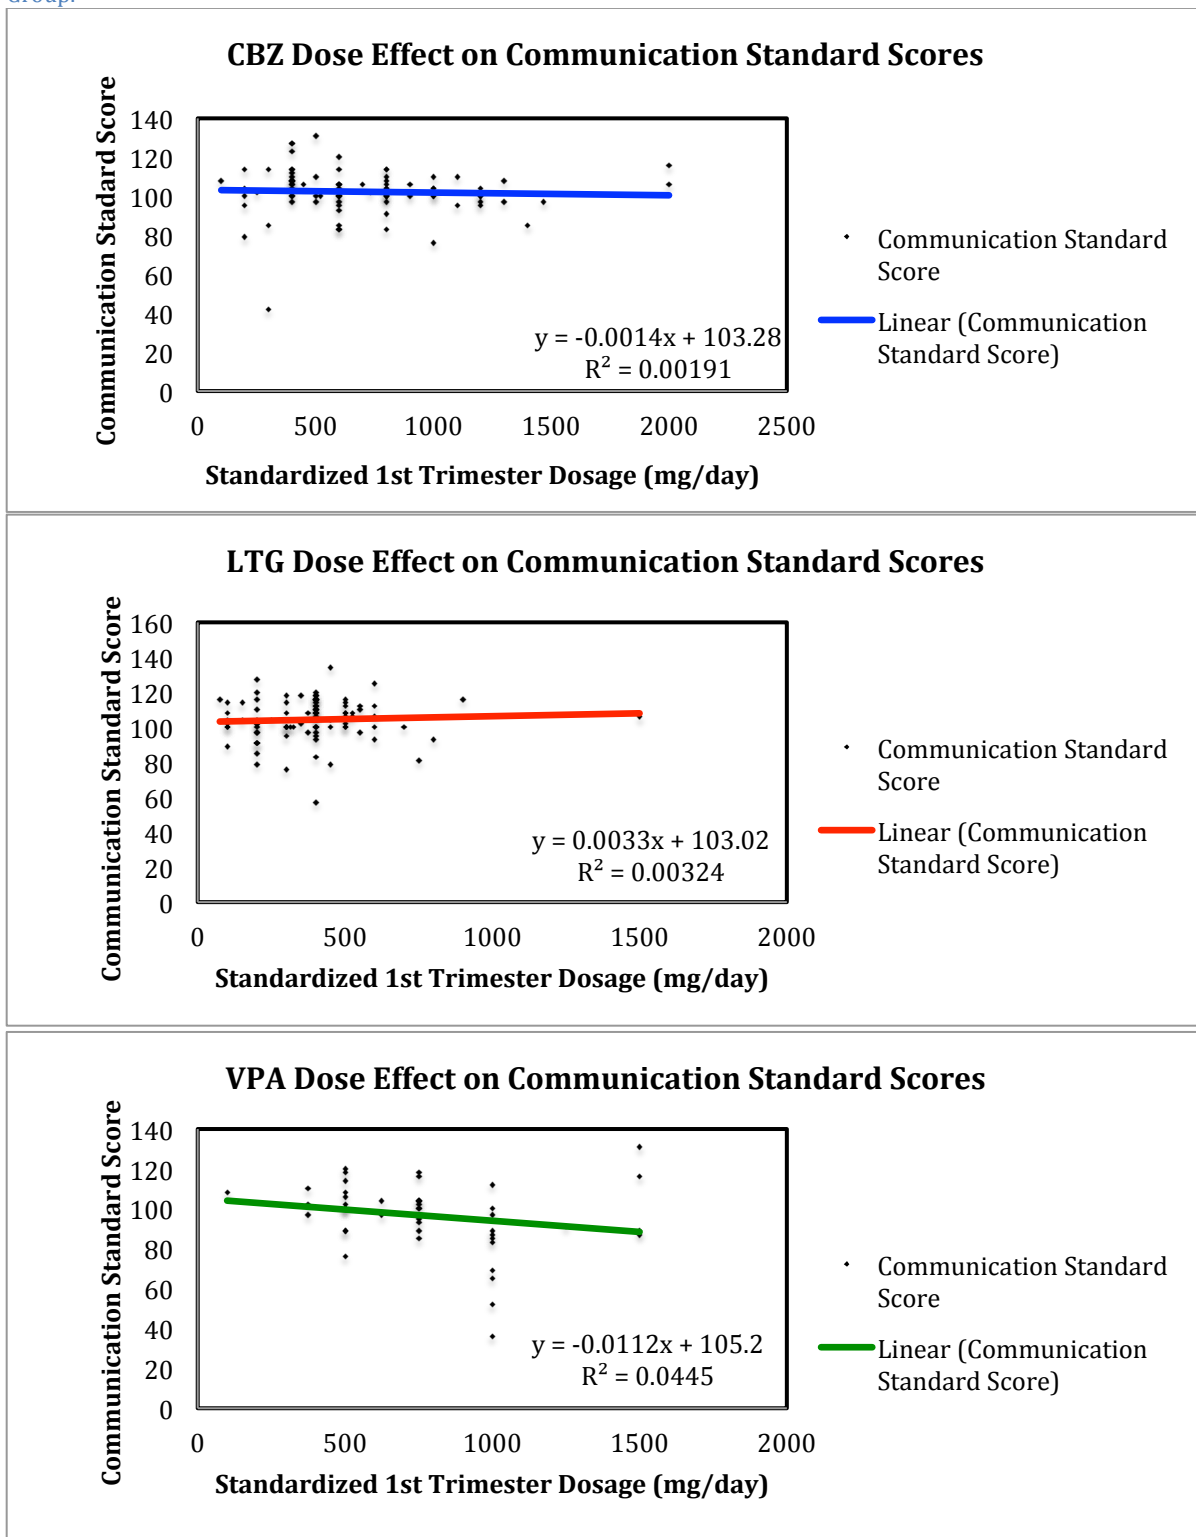 Group.
CBZ Dose Effect on Communication Standard Scores
Communication Stadard Score
140
120
100
80
60
40
20
0
0 500 1000 1500 2000 2500
Standardized 1st Trimester Dosage (mg/day)
y = -0.0014x + 103.28
R² = 0.00191
Communication Standard
Score
Linear (Communication
Standard Score)
LTG Dose Effect on Communication Standard Scores
Communication Standard Score
160
140
120
100
80
60
40
20
0
0 500 1000 1500 2000
Standardized 1st Trimester Dosage (mg/day)
y = 0.0033x + 103.02
R² = 0.00324
Communication Standard
Score
Linear (Communication
Standard Score)
VPA Dose Effect on Communication Standard Scores
Communication Standard Score
140
120
100
80
60
40
20
0
0 500 1000 1500 2000
Standardized 1st Trimester Dosage (mg/day)
y = -0.0112x + 105.2
R² = 0.0445
Communication Standard
Score
Linear (Communication
Standard Score)